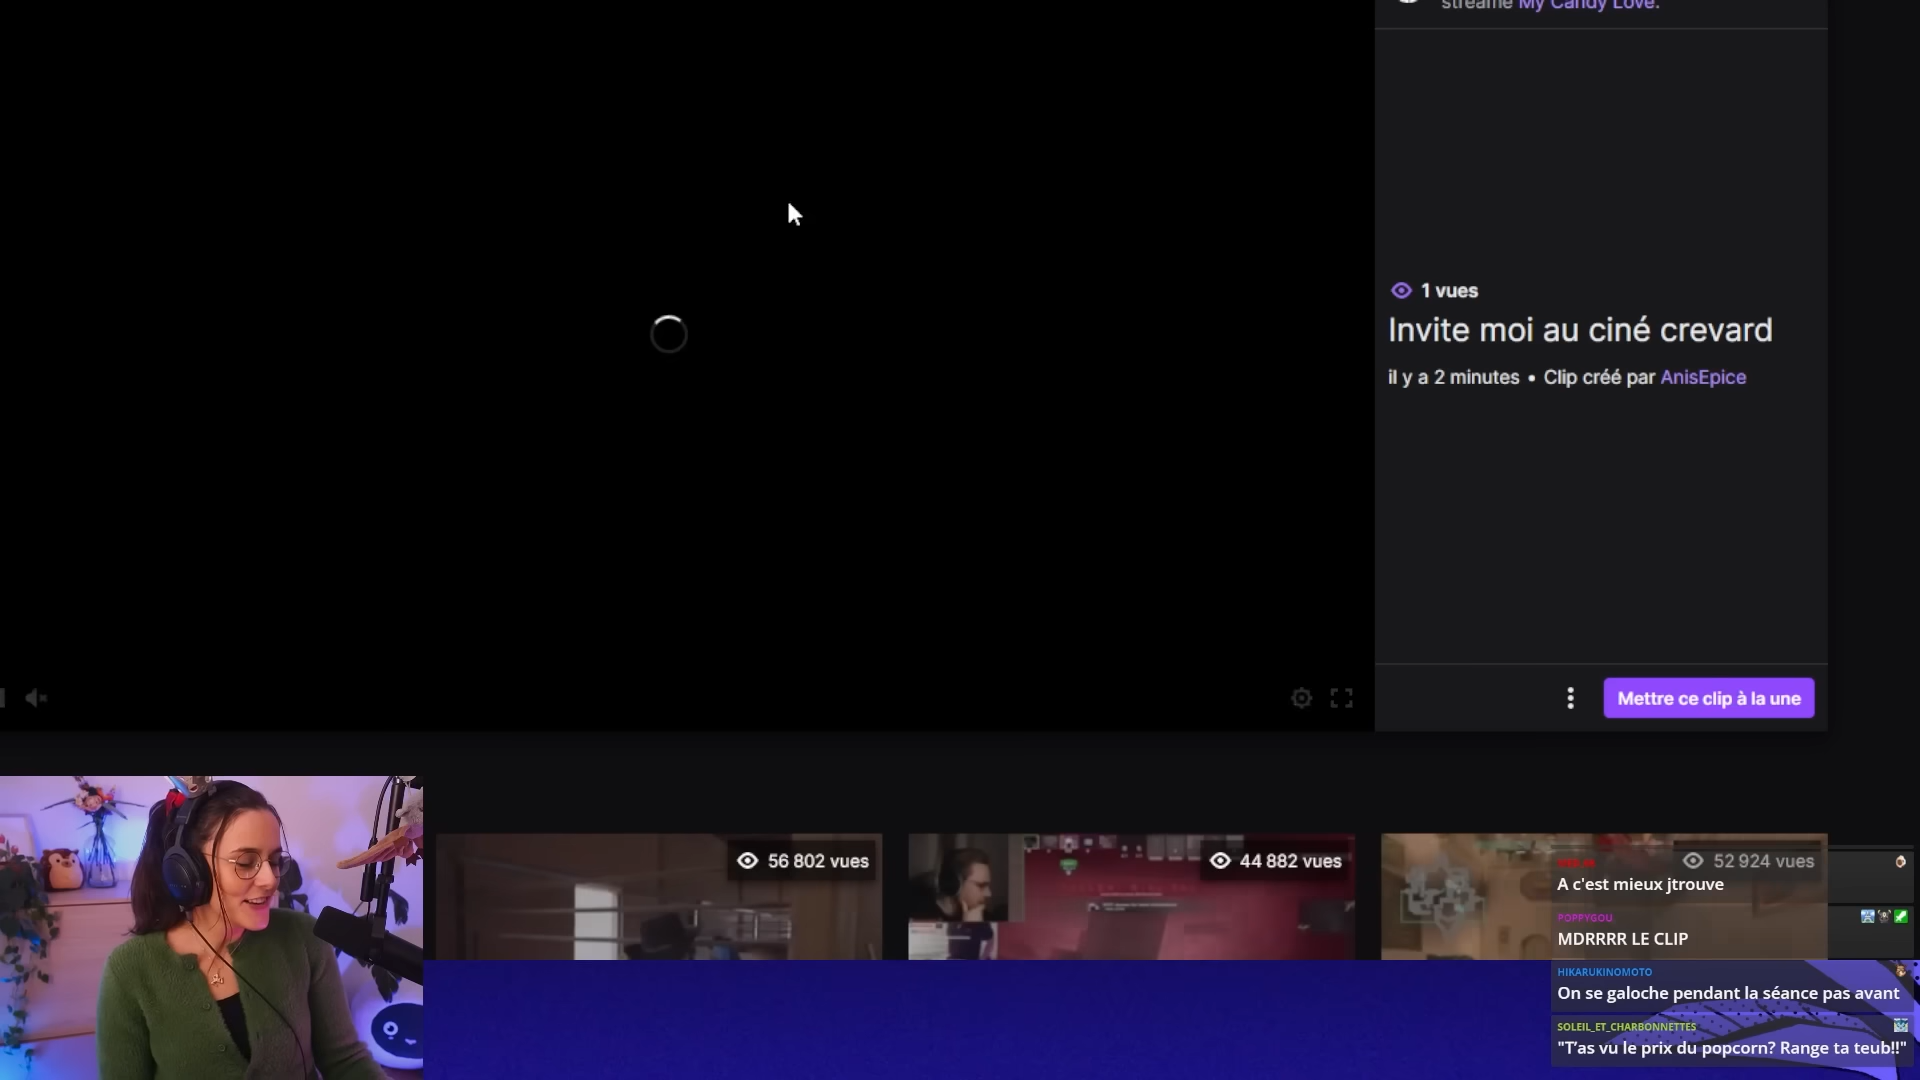 streame My Candy Love.
1 vues
Invite moi au ciné crevard
il y a 2 minutes • Clip créé par AnisEpice
Mettre ce clip à la une
56 802 vues
44 882 vues
52 924 vues
A c'est mieux jtrouve
POPPYGOU
MDRRRR LE CLIP
HIKARUKINOMOTO
On se galoche pendant la séance pas avant
SOLEIL_ET_CHARBONNETTES
"T'as vu le prix du popcorn? Range ta teub!!"